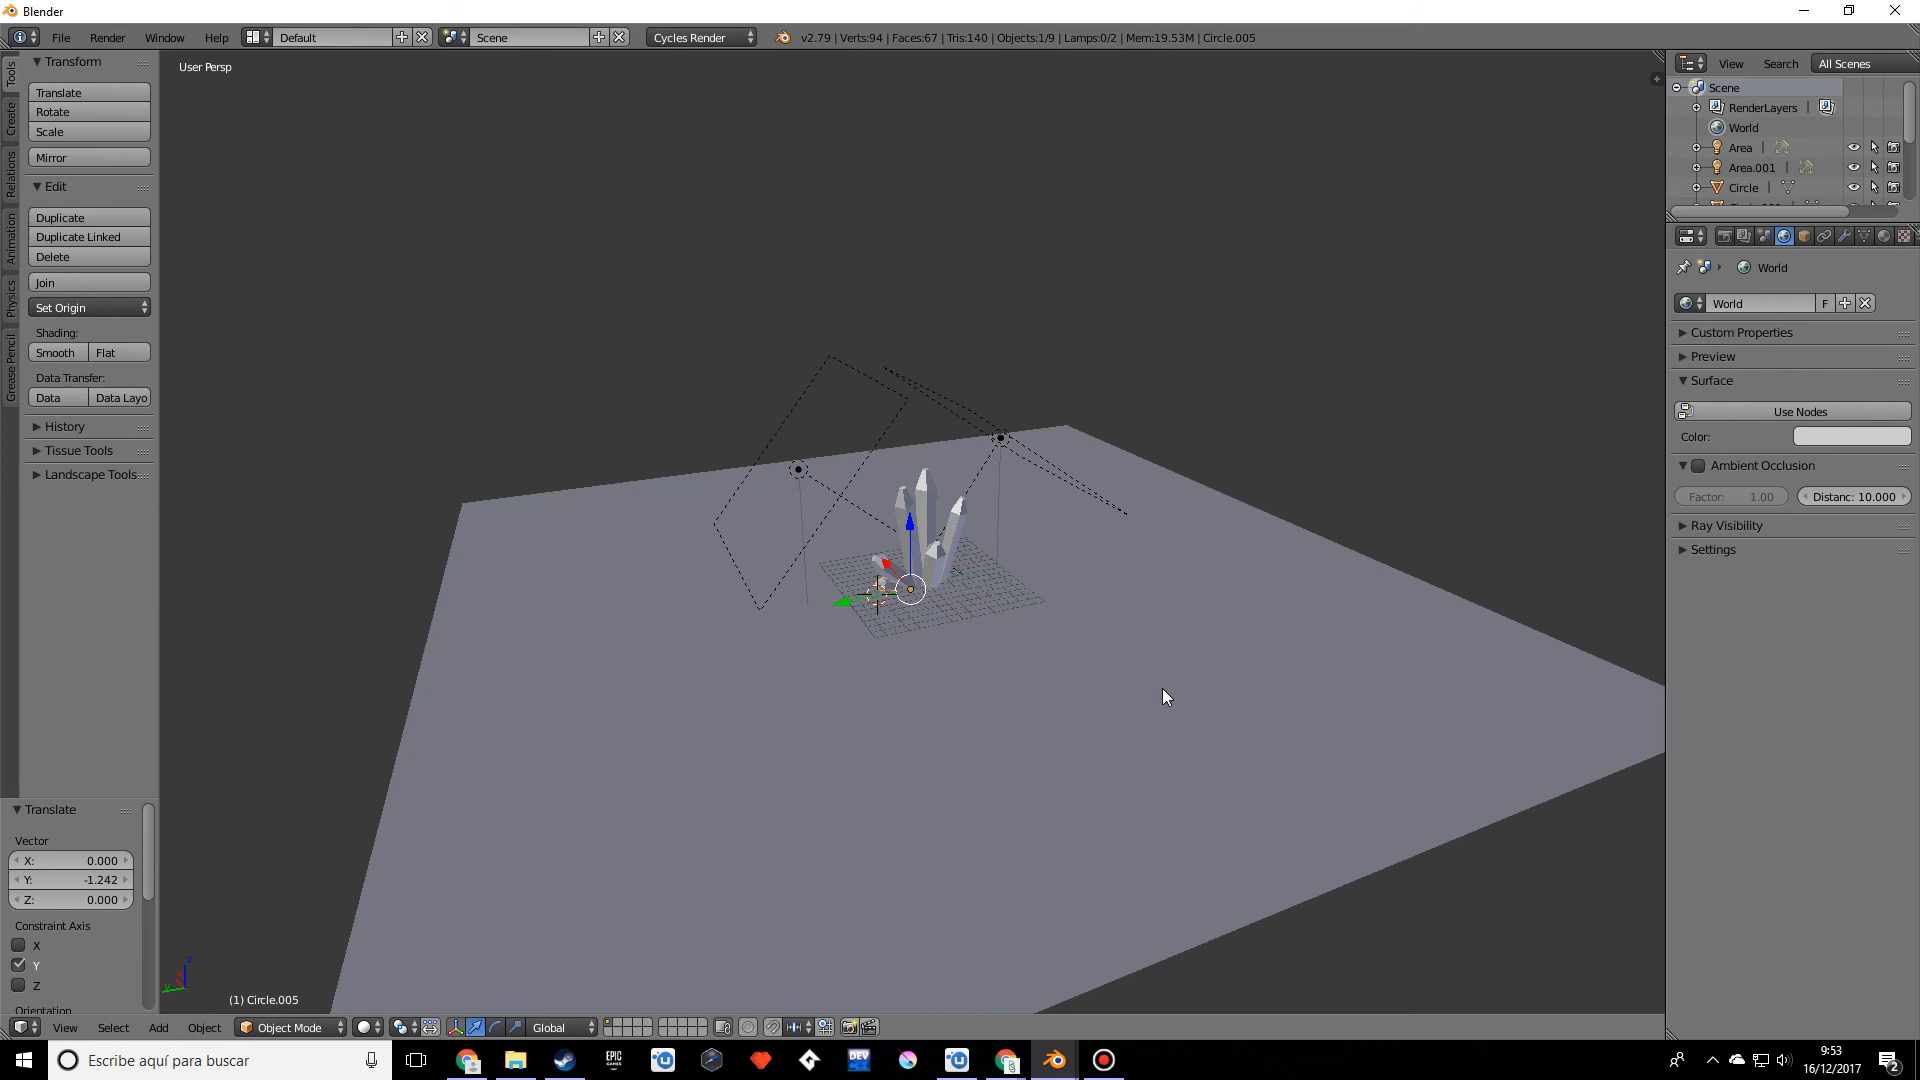 Blender
File Render Window Help Default Scene Cycles Render v2.79 | Verts:94 | Faces:67 | Tris:140 | Objects:1/9 | Lamps:0/2 | Mem:19.53M | Circle.005
Tools
Create
Relations
Animation
Physics
Grease Pencil
Transform
Translate
Rotate
Scale
Mirror
Edit
Duplicate
Duplicate Linked
Delete
Join
Set Origin
Shading:
Smooth Flat
Data Transfer:
Data Data Layo
History
Tissue Tools
Landscape Tools
Translate
Vector
X: 0.000
Y: -1.242
Z: 0.000
Constraint Axis
X
Y
Z
Orientation
User Persp
(1) Circle.005
View Select Add Object Object Mode Global
View Search All Scenes
Scene
RenderLayers |
World
Area |
Area.001 |
Circle |
World
World F
Custom Properties
Preview
Surface
Use Nodes
Color:
Ambient Occlusion
Factor: 1.00 Distanc: 10.000
Ray Visibility
Settings
Escribe aquí para buscar
EPIC
GAMES
DEV
9:53
16/12/2017
2